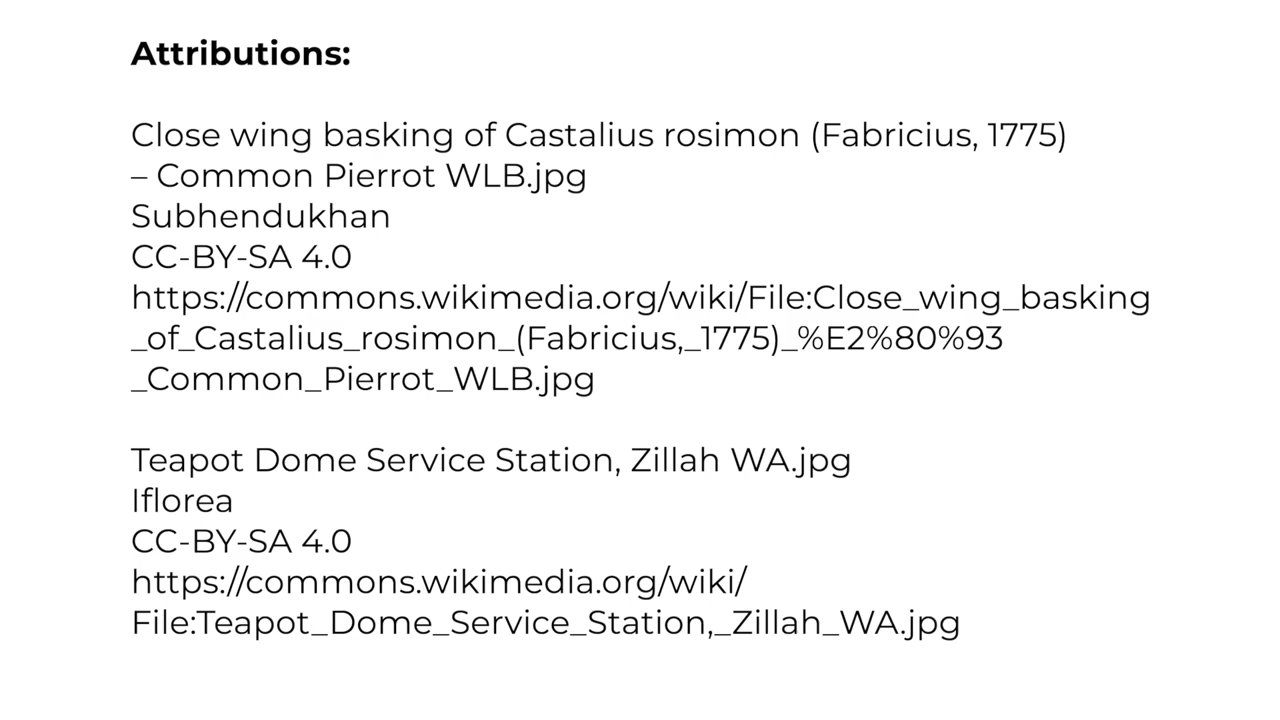 Attributions:
Close wing basking of Castalius rosimon (Fabricius, 1775)
– Common Pierrot WLB.jpg
Subhendukhan
CC-BY-SA 4.0
https://commons.wikimedia.org/wiki/File:Close_wing_basking
_of_Castalius_rosimon_(Fabricius,_1775)_%E2%80%93
_Common_Pierrot_WLB.jpg
Teapot Dome Service Station, Zillah WA.jpg
Iflorea
CC-BY-SA 4.0
https://commons.wikimedia.org/wiki/
File:Teapot_Dome_Service_Station,_Zillah_WA.jpg